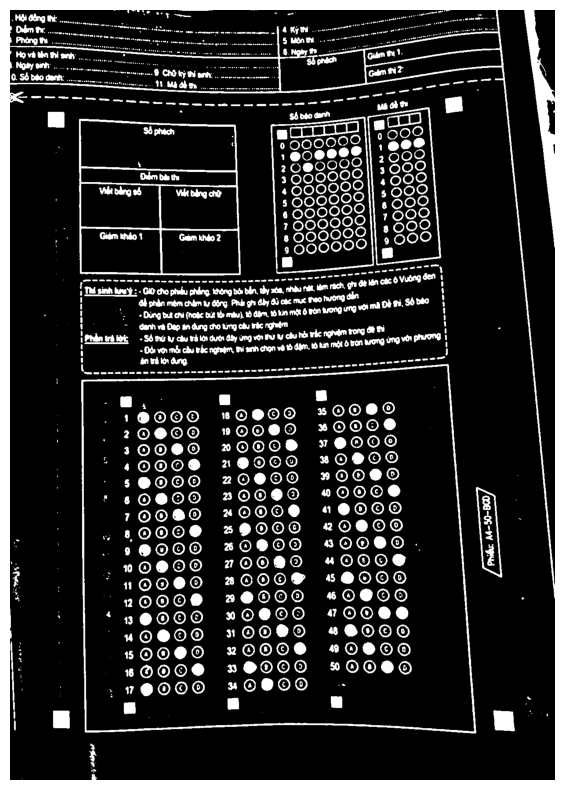 . Hội đồng thi:
Điểm thi:
Phòng thi:
Họ và tên thí sinh
Ngày sinh
0. Số báo danh:
9 Chữ ký thí sinh:
11. Mã đề thi:
4 Kỳ thi
5 Môn thi
6 Ngày thi
Số phách
Giám thị 1.
Giám thị 2:
Số phách
Điểm bài thi
Viết bằng số Viết bằng chữ
Giám khảo 1 Giám khảo 2
Số báo danh
Mã đề thi
0
1
2
3
4
5
6
7
8
9
0
1
2
3
4
5
6
7
8
9
Thí sinh lưu ý: - Giữ cho phiếu phẳng, không bôi bẩn, tẩy xóa, nhàu nát, làm rách, ghi đè lên các ô Vuông đen
để phần mềm chấm tự động. Phải ghi đầy đủ các mục theo hướng dẫn
- Dùng bút chì (hoặc bút tối màu), tô đậm, tô kín một ô tròn tương ứng với mã Đề thi, Số báo
danh và Đáp án đúng cho từng câu trắc nghiệm
Phần trả lời: - Số thứ tự câu trả lời dưới đây ứng với thứ tự câu hỏi trắc nghiệm trong đề thi
- Đối với mỗi câu trắc nghiệm, thí sinh chọn và tô đậm, tô kín một ô tròn tương ứng với phương
án trả lời đúng.
1 B C D
2 A C D
3 A B D
4 A B C
5 B C D
6 A C D
7 A B D
8 A B C
9 B C D
10 A C D
11 A B D
12 A B C
13 B C D
14 A C D
15 A B D
16 A B C
17 B C D
18 A C D
19 A B D
20 A B C
21 B C D
22 A C D
23 A B D
24 A B C
25 B C D
26 A C D
27 A B D
28 A B C
29 B C D
30 A C D
31 A B D
32 A B C
33 B C D
34 A C D
35 A B D
36 A B C
37 B C D
38 A C D
39 A B D
40 A B C
41 B C D
42 A C D
43 A B D
44 A B C
45 B C D
46 A C D
47 A B
48 B C D
49 A C D
50 A B D
Phiếu: A4-50-BGD